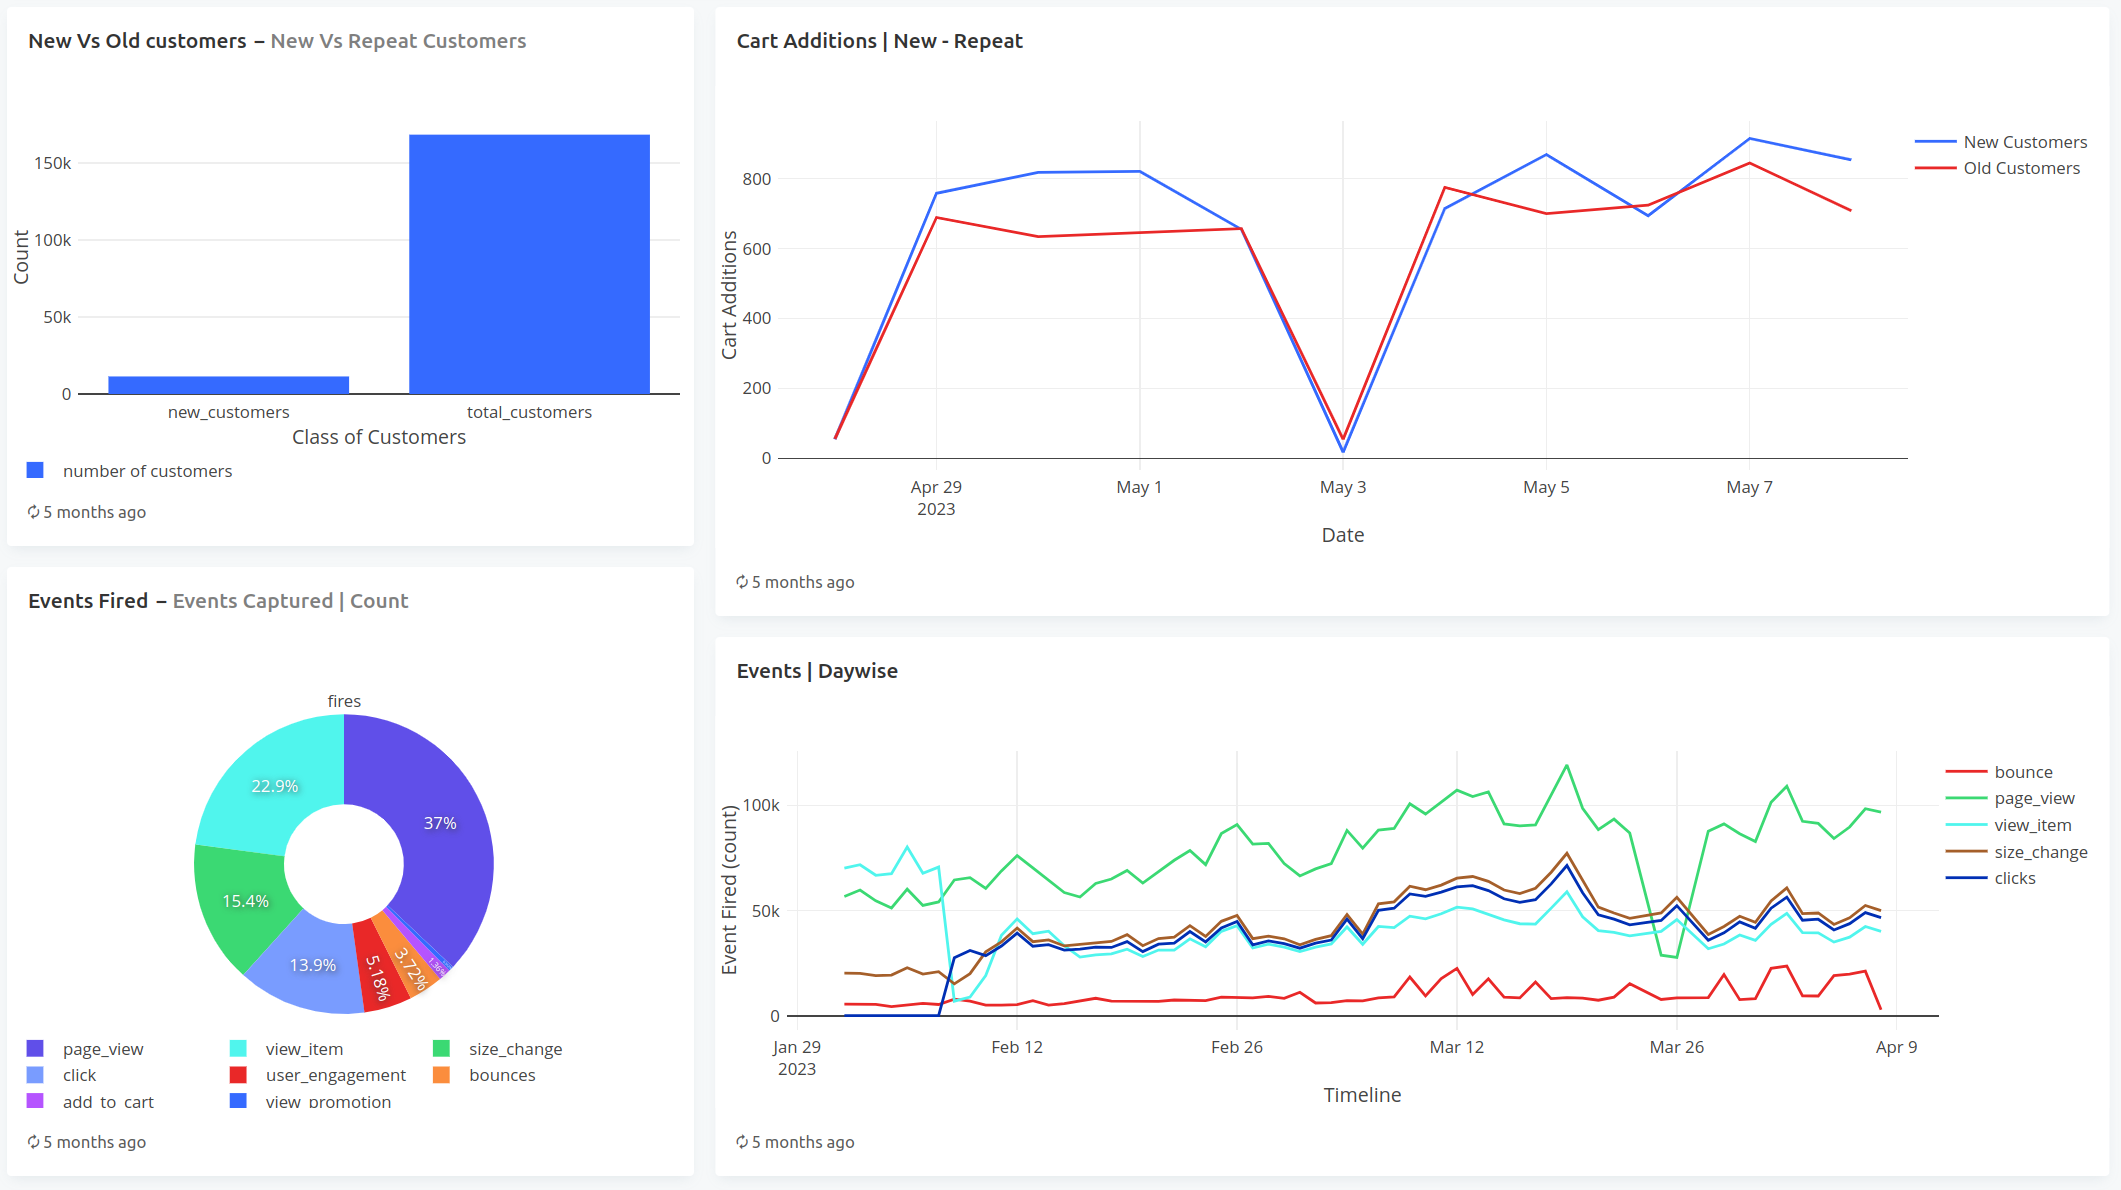 New Vs Old customers – New Vs Repeat Customers
150k
100k
50k
0
Count
new_customers
total_customers
Class of Customers
number of customers
5 months ago
Cart Additions | New - Repeat
New Customers
Old Customers
800
600
400
200
0
Cart Additions
Apr 29
2023
May 1
May 3
May 5
May 7
Date
5 months ago
Events Fired – Events Captured | Count
fires
37%
22.9%
15.4%
13.9%
5.18%
3.72%
1.36%
page_view
view_item
size_change
click
user_engagement
bounces
add_to_cart
view_promotion
5 months ago
Events | Daywise
bounce
page_view
view_item
size_change
clicks
100k
50k
0
Event Fired (count)
Jan 29
2023
Feb 12
Feb 26
Mar 12
Mar 26
Apr 9
Timeline
5 months ago